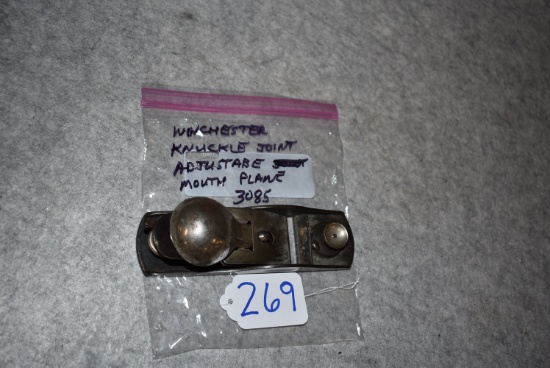 WINCHESTER
KNUCKLE JOINT
ADJUSTABE
MOUTH PLANE
3085
269